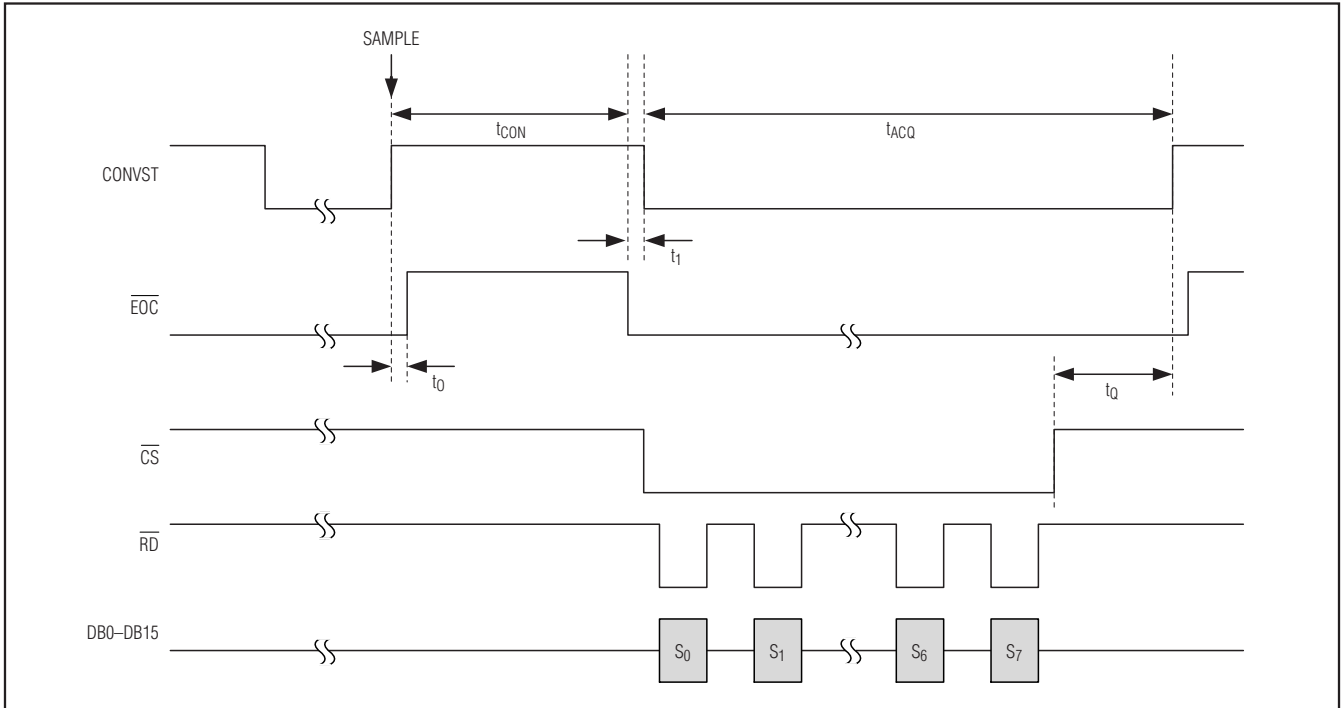 SAMPLE
tCON
tACQ
CONVST
t1
EOC
t0
tQ
CS
RD
DB0–DB15
S0
S1
S6
S7